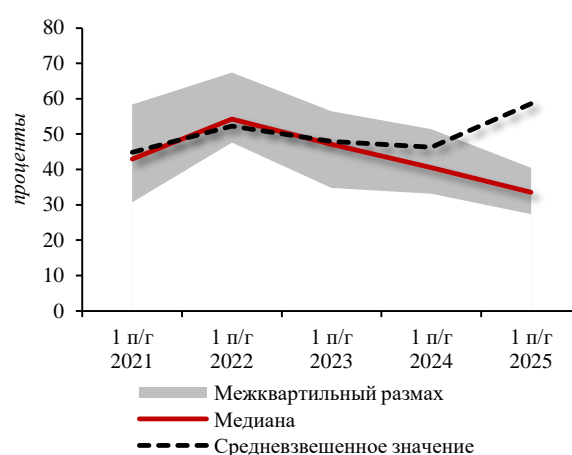 проценты
80
70
60
50
40
30
20
10
0
1 п/г 1 п/г 1 п/г 1 п/г 1 п/г
2021 2022 2023 2024 2025
Межквартильный размах
Медиана
Средневзвешенное значение